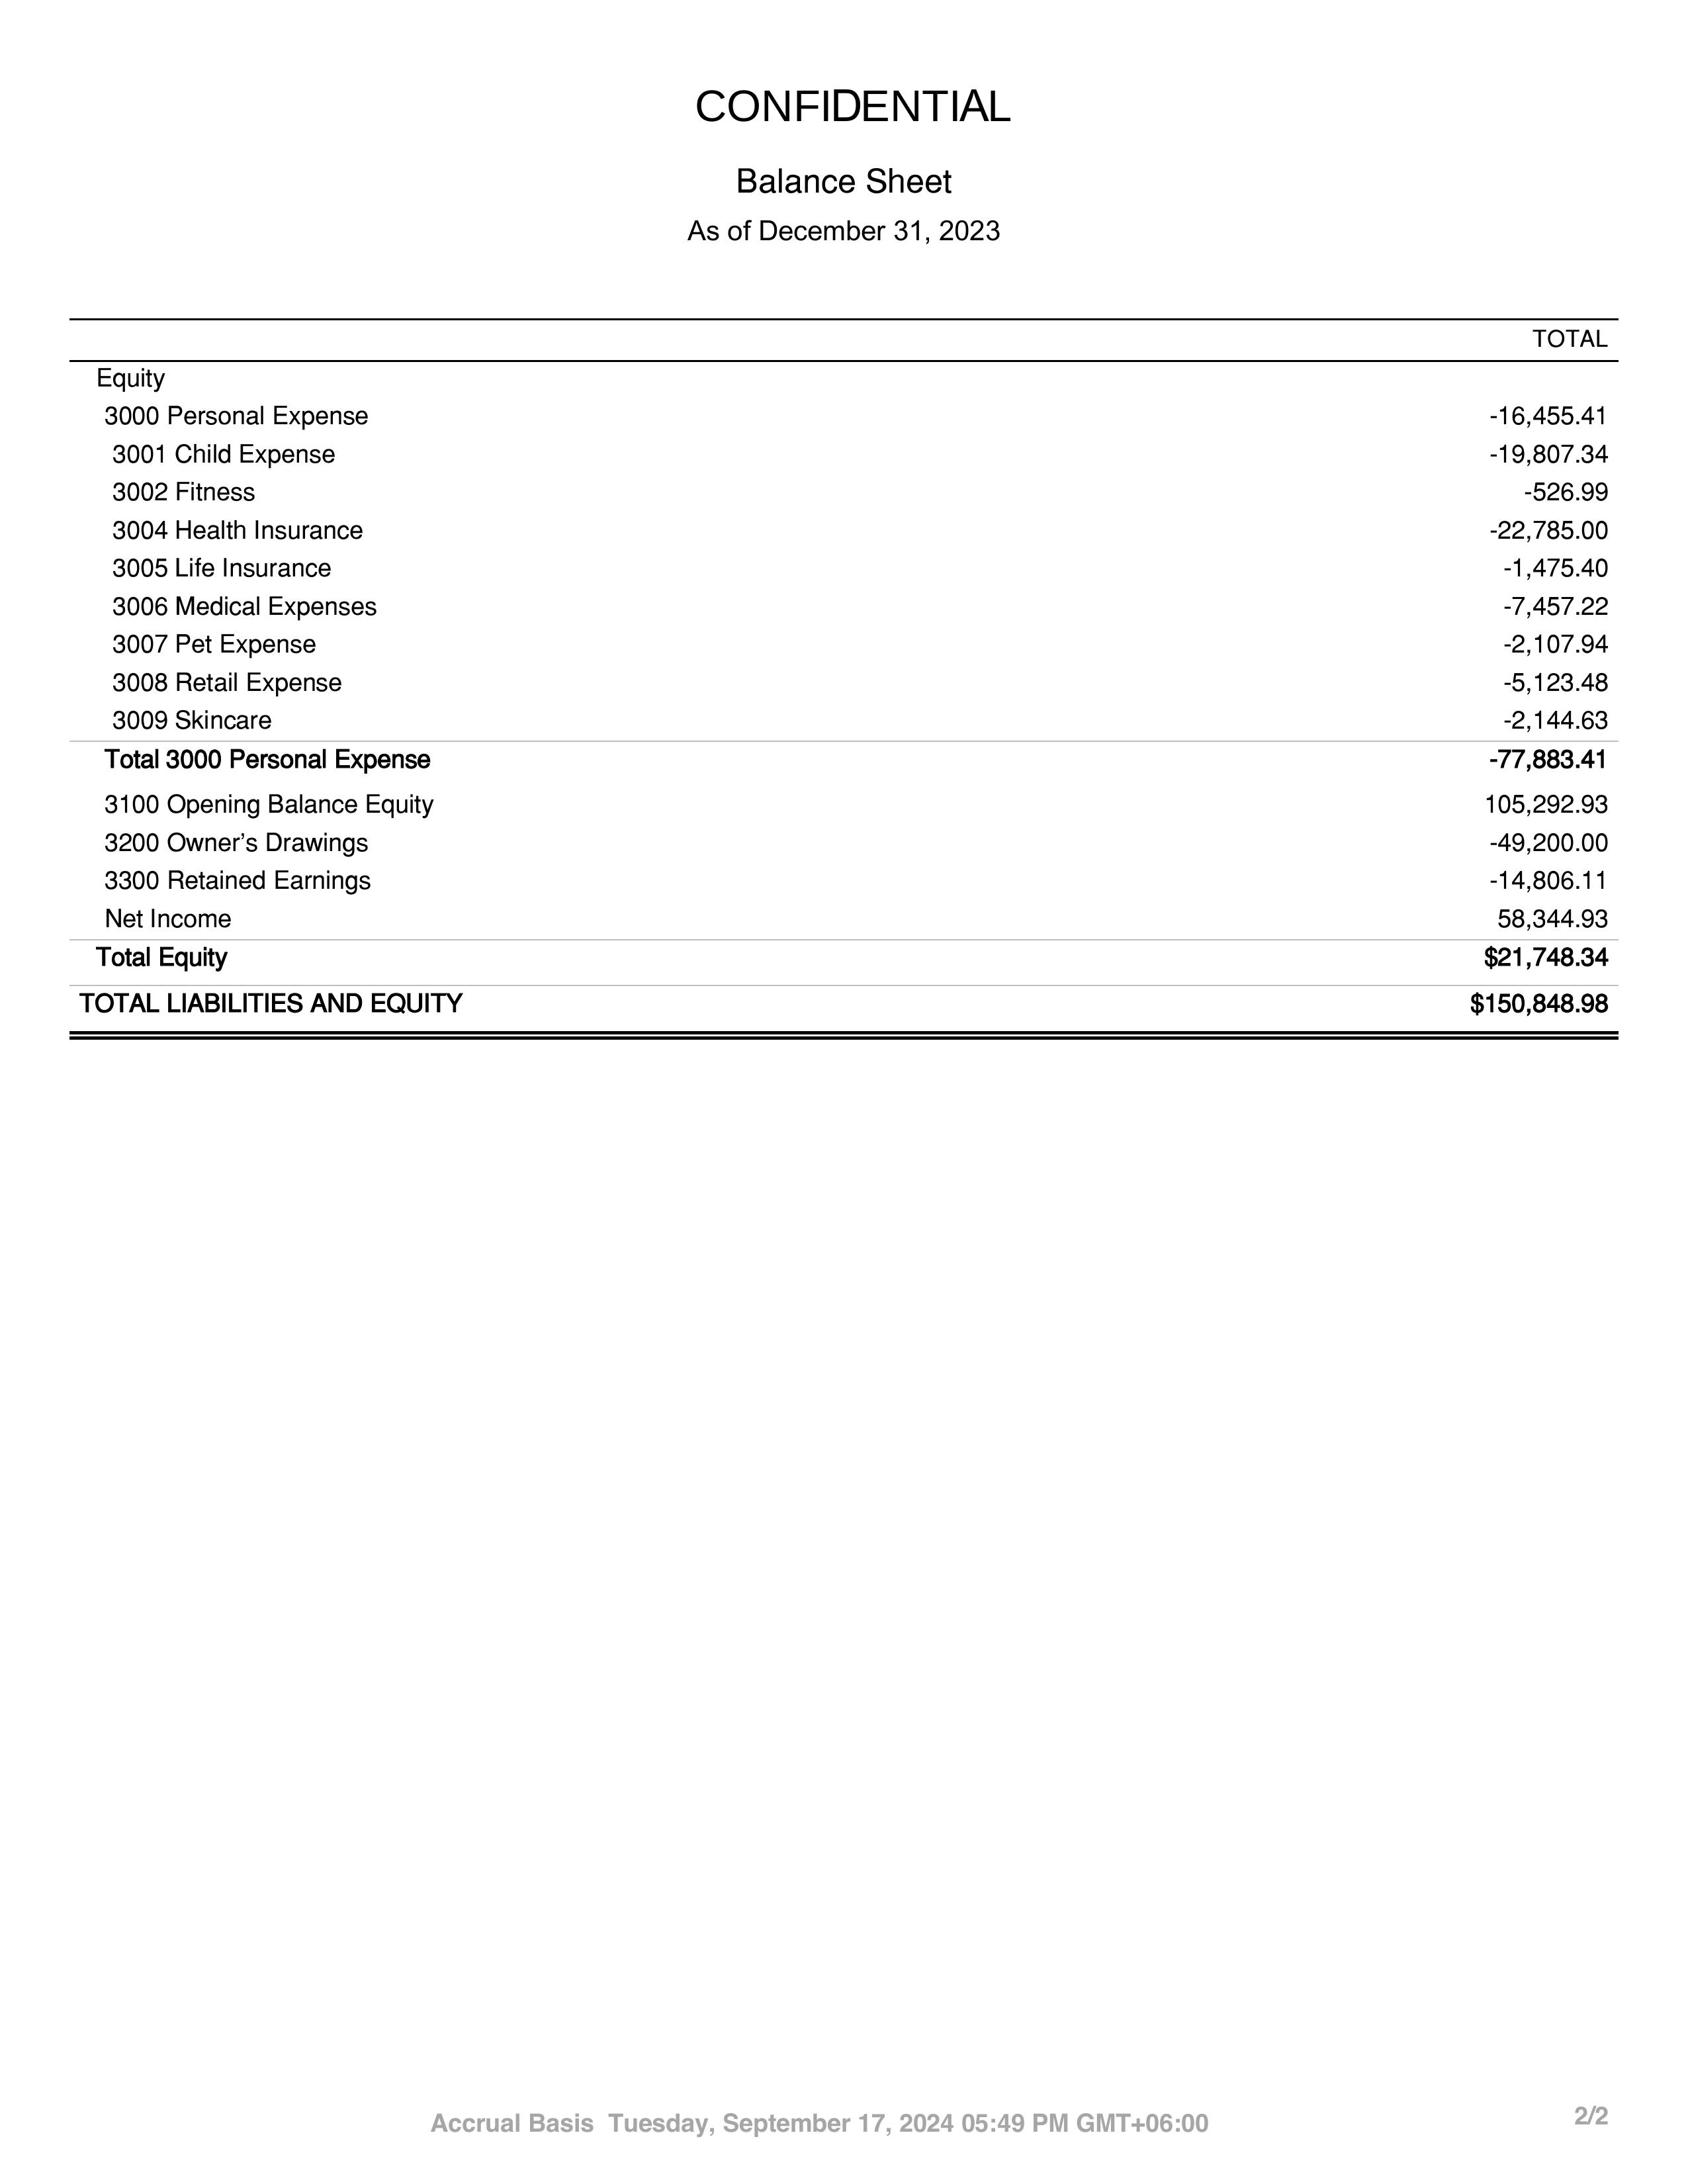 CONFIDENTIAL
Balance Sheet
As of December 31, 2023
TOTAL
Equity
3000 Personal Expense -16,455.41
3001 Child Expense -19,807.34
3002 Fitness -526.99
3004 Health Insurance -22,785.00
3005 Life Insurance -1,475.40
3006 Medical Expenses -7,457.22
3007 Pet Expense -2,107.94
3008 Retail Expense -5,123.48
3009 Skincare -2,144.63
Total 3000 Personal Expense -77,883.41
3100 Opening Balance Equity 105,292.93
3200 Owner’s Drawings -49,200.00
3300 Retained Earnings -14,806.11
Net Income 58,344.93
Total Equity $21,748.34
TOTAL LIABILITIES AND EQUITY $150,848.98
Accrual Basis Tuesday, September 17, 2024 05:49 PM GMT+06:00 2/2